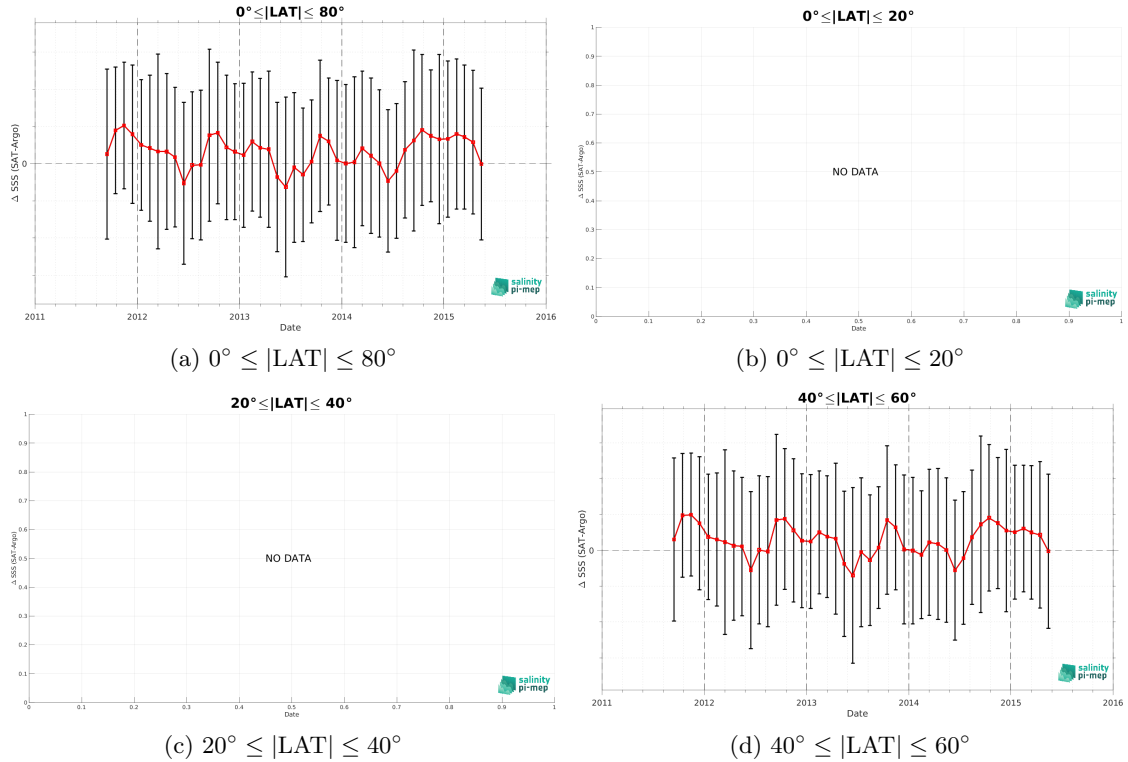 0°≤|LAT|≤ 80°
Δ SSS (SAT-Argo)
0
2011 2012 2013 2014 2015 2016
Date
salinity
pi-mep
(a) 0° ≤ |LAT| ≤ 80°
0°≤|LAT|≤ 20°
Δ SSS (SAT-Argo)
1
0.9
0.8
0.7
0.6
0.5
0.4
0.3
0.2
0.1
0
NO DATA
0 0.1 0.2 0.3 0.4 0.5 0.6 0.7 0.8 0.9 1
Date
salinity
pi-mep
(b) 0° ≤ |LAT| ≤ 20°
20°≤|LAT|≤ 40°
Δ SSS (SAT-Argo)
1
0.9
0.8
0.7
0.6
0.5
0.4
0.3
0.2
0.1
0
NO DATA
0 0.1 0.2 0.3 0.4 0.5 0.6 0.7 0.8 0.9 1
Date
salinity
pi-mep
(c) 20° ≤ |LAT| ≤ 40°
40°≤|LAT|≤ 60°
Δ SSS (SAT-Argo)
0
2011 2012 2013 2014 2015 2016
Date
salinity
pi-mep
(d) 40° ≤ |LAT| ≤ 60°